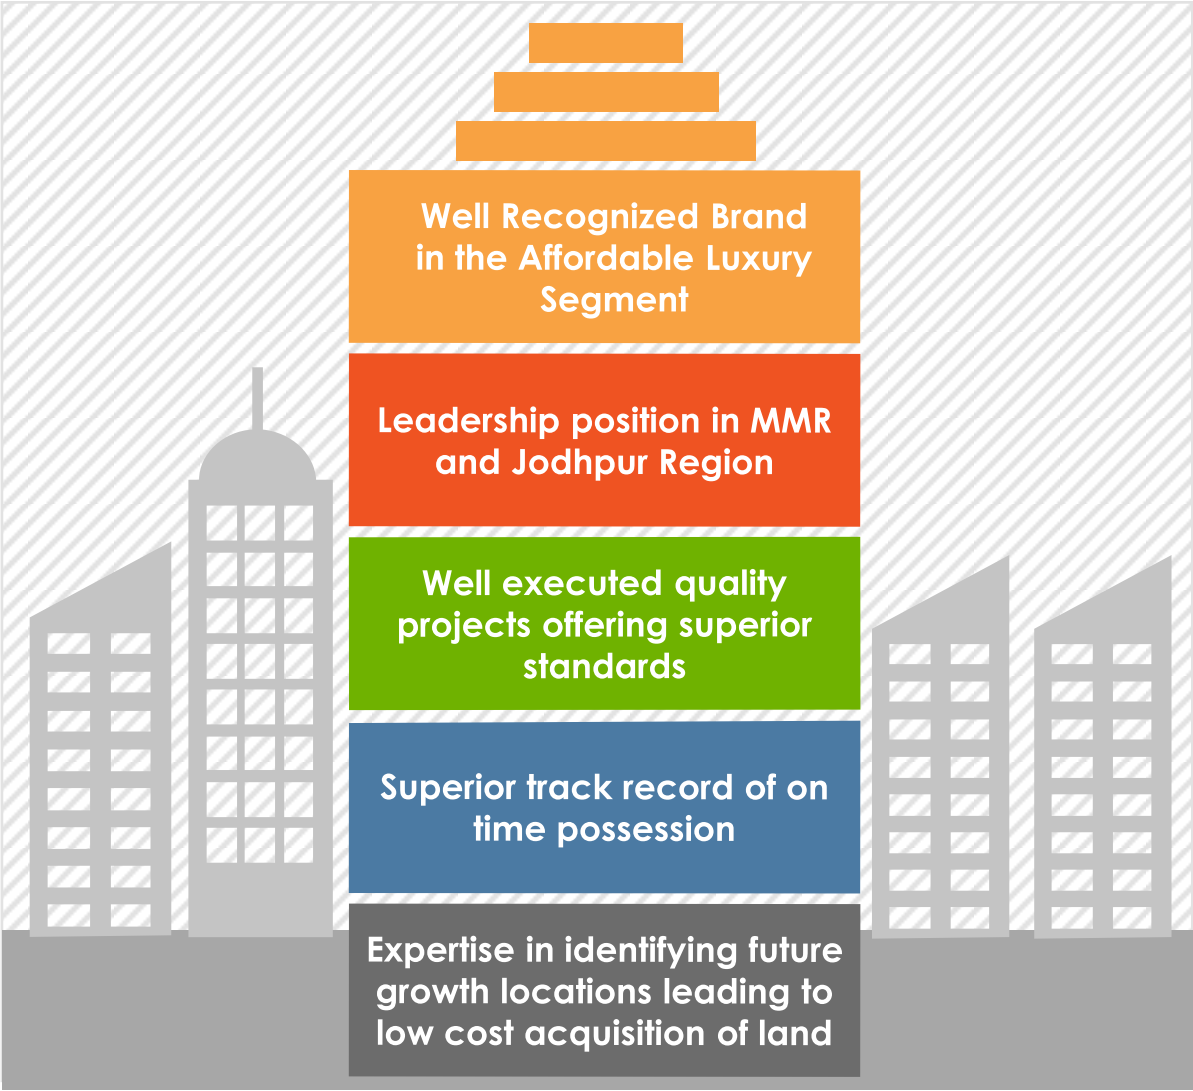 Well Recognized Brand
in the Affordable Luxury
Segment
Leadership position in MMR
and Jodhpur Region
Well executed quality
projects offering superior
standards
Superior track record of on
time possession
Expertise in identifying future
growth locations leading to
low cost acquisition of land